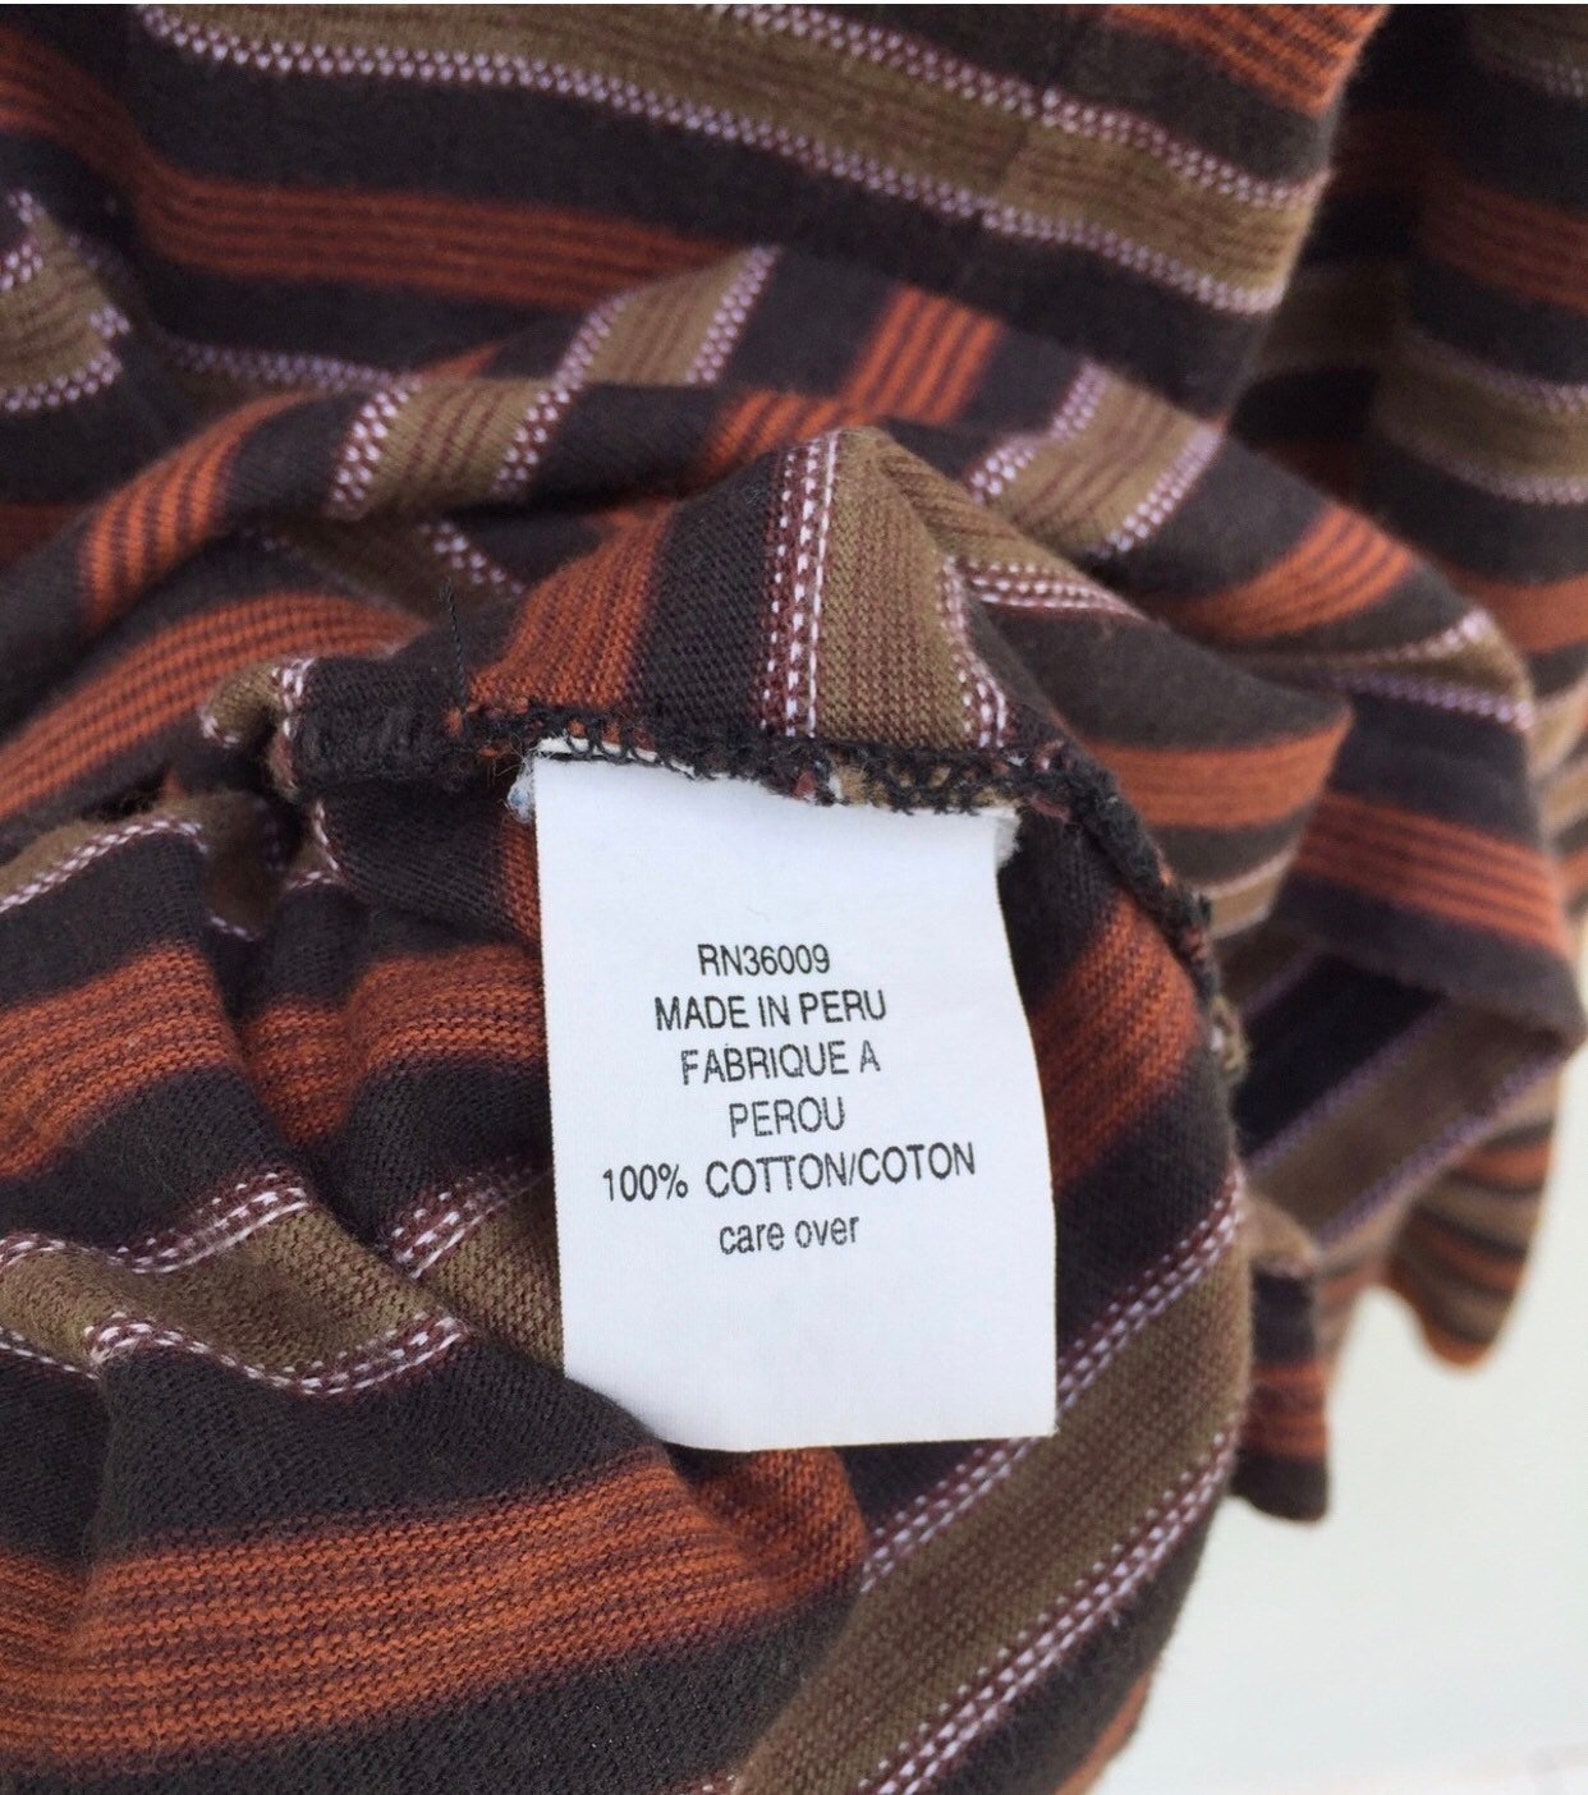 RN36009
MADE IN PERU
FABRIQUE A
PEROU
100% COTTON/COTON
care over